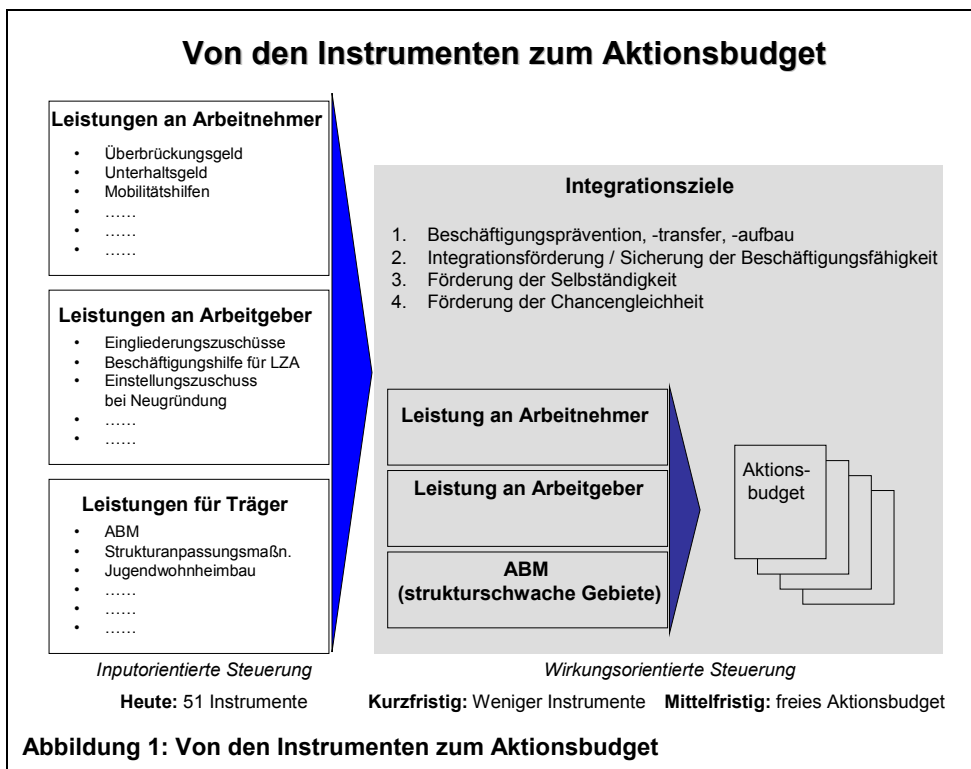 Von den Instrumenten zum Aktionsbudget
Leistungen an Arbeitnehmer
• Überbrückungsgeld
• Unterhaltsgeld
• Mobilitätshilfen
• ……
• ……
• ……
Leistungen an Arbeitgeber
• Eingliederungszuschüsse
• Beschäftigungshilfe für LZA
• Einstellungszuschuss
bei Neugründung
• ……
• ……
Leistungen für Träger
• ABM
• Strukturanpassungsmaßn.
• Jugendwohnheimbau
• ……
• ……
• ……
Integrationsziele
1. Beschäftigungsprävention, -transfer, -aufbau
2. Integrationsförderung / Sicherung der Beschäftigungsfähigkeit
3. Förderung der Selbständigkeit
4. Förderung der Chancengleichheit
Leistung an Arbeitnehmer
Leistung an Arbeitgeber
ABM
(strukturschwache Gebiete)
Aktions-
budget
Inputorientierte Steuerung
Wirkungsorientierte Steuerung
Heute: 51 Instrumente
Kurzfristig: Weniger Instrumente
Mittelfristig: freies Aktionsbudget
Abbildung 1: Von den Instrumenten zum Aktionsbudget